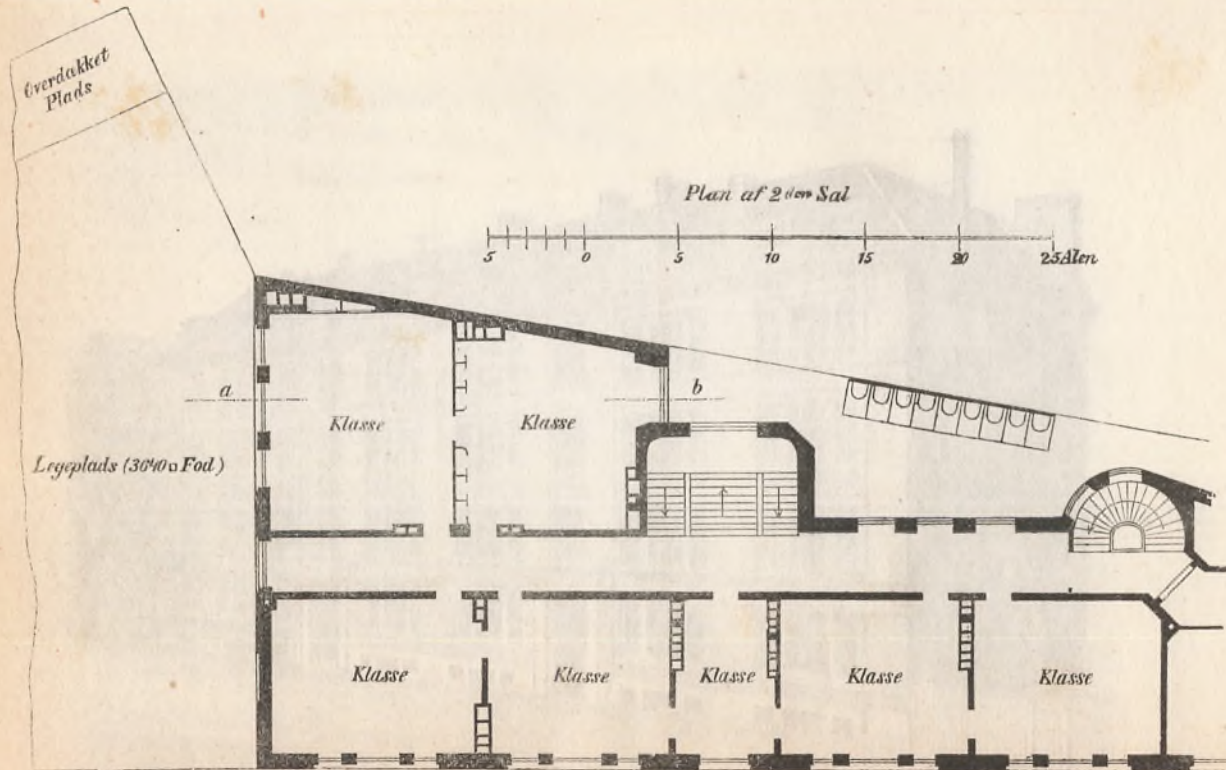 Overdakket
Plads
Plan af 2den Sal
5 0 5 10 15 20 25 Alen
a
b
Klasse
Klasse
Legeplads (3640 □ Fod)
Klasse
Klasse
Klasse
Klasse
Klasse